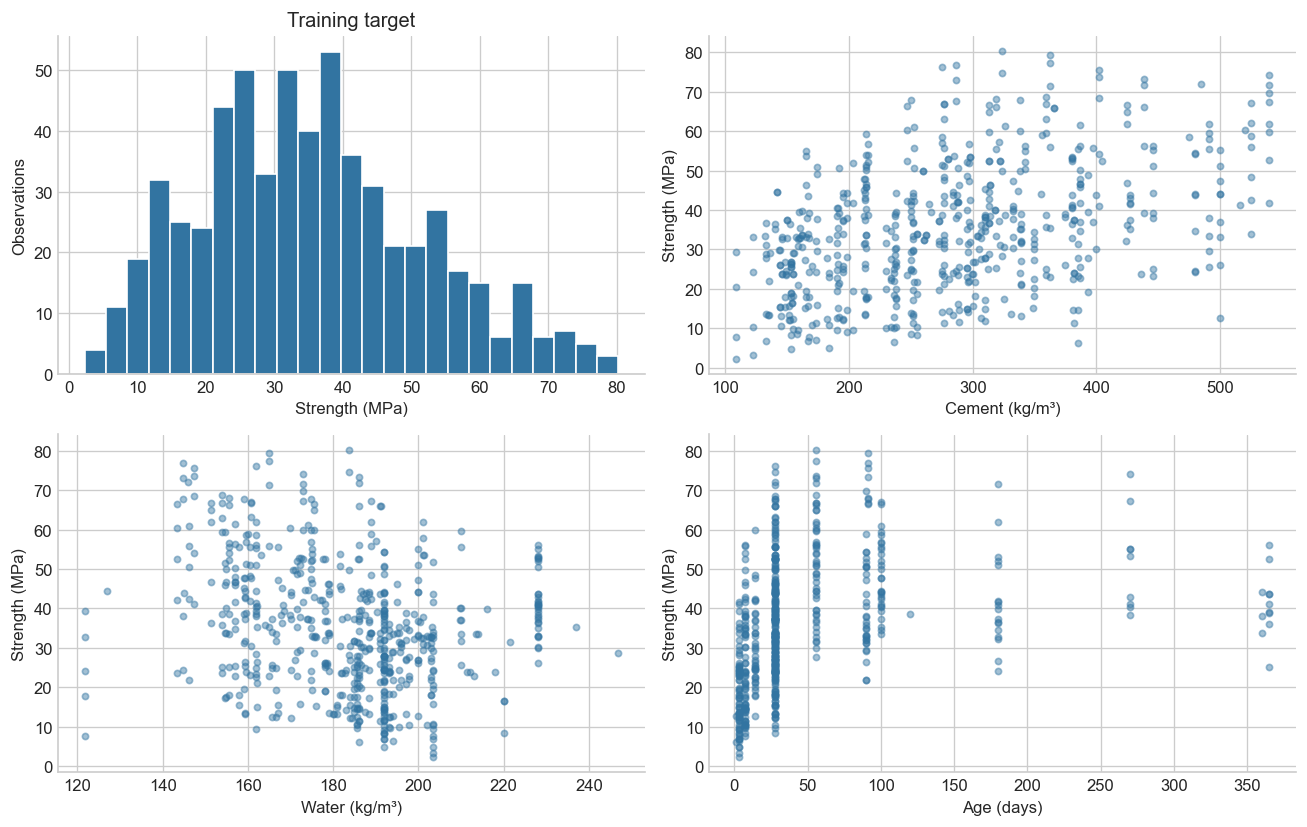 Training target
Observations
50
40
30
20
10
0
0 10 20 30 40 50 60 70 80
Strength (MPa)
Strength (MPa)
80
70
60
50
40
30
20
10
0
100 200 300 400 500
Cement (kg/m³)
Strength (MPa)
80
70
60
50
40
30
20
10
0
120 140 160 180 200 220 240
Water (kg/m³)
Strength (MPa)
80
70
60
50
40
30
20
10
0
0 50 100 150 200 250 300 350
Age (days)